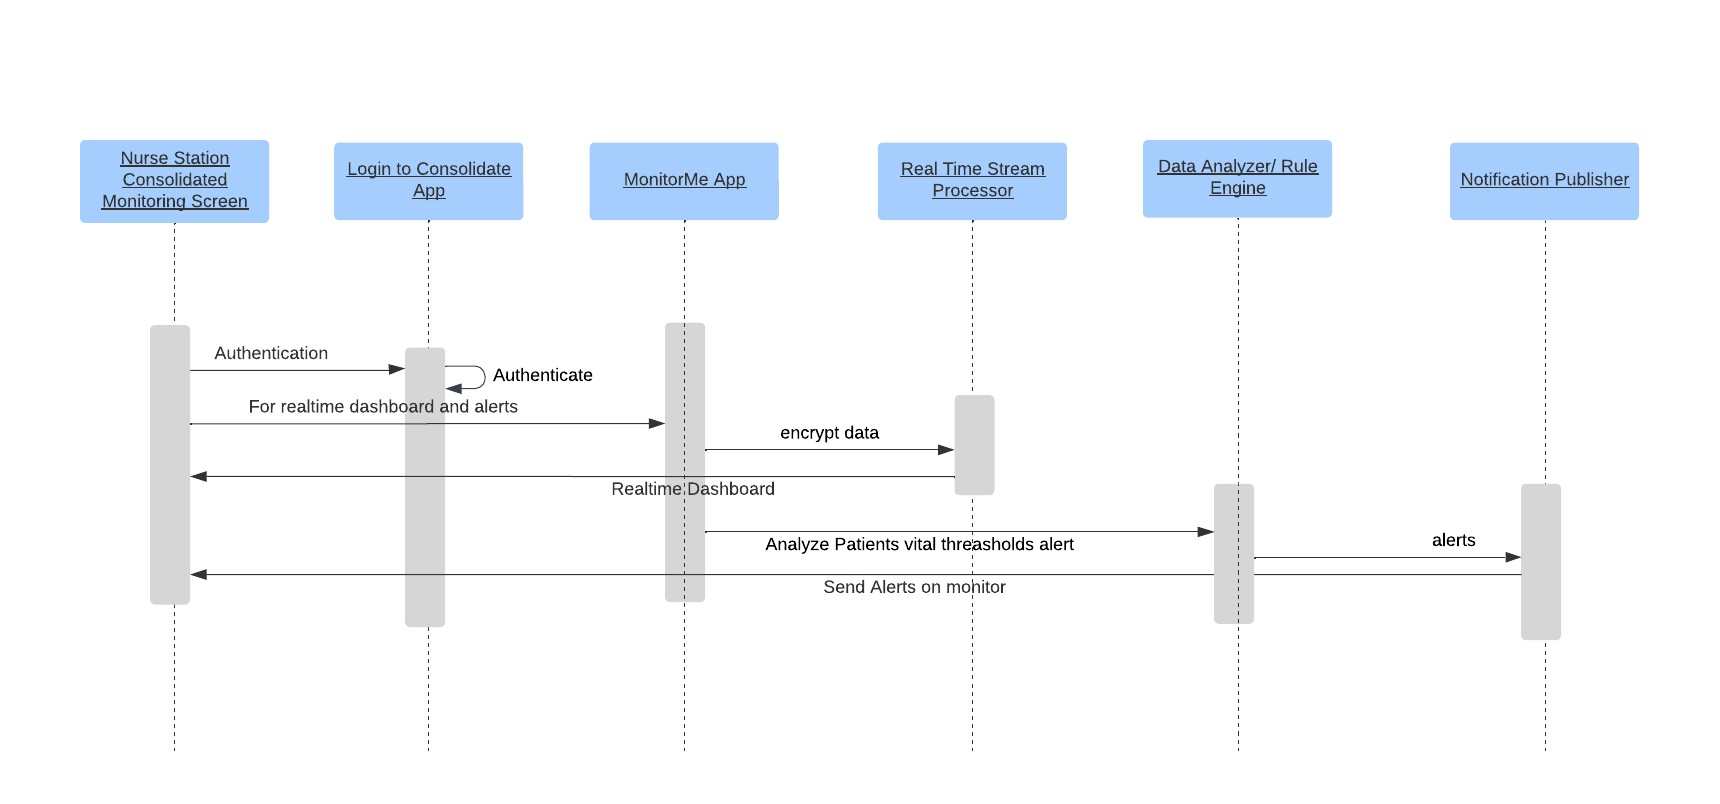 Nurse Station
Consolidated
Monitoring Screen
Login to Consolidate
App
MonitorMe App
Real Time Stream
Processor
Data Analyzer/ Rule
Engine
Notification Publisher
Authentication
Authenticate
For realtime dashboard and alerts
encrypt data
Realtime Dashboard
Analyze Patients vital threasholds alert
alerts
Send Alerts on monitor